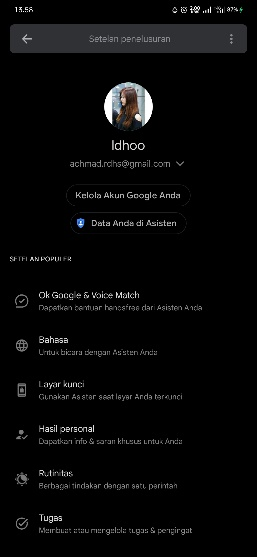 13.58
87%
Setelan penelusuran
Idhoo
achmad.rdhs@gmail.com
Kelola Akun Google Anda
Data Anda di Asisten
SETELAN POPULER
Ok Google & Voice Match
Dapatkan bantuan handsfree dari Asisten Anda
Bahasa
Untuk bicara dengan Asisten Anda
Layar kunci
Gunakan Asisten saat layar Anda terkunci
Hasil personal
Dapatkan info & saran khusus untuk Anda
Rutinitas
Berbagai tindakan dengan satu perintah
Tugas
Membuat atau mengelola tugas & pengingat